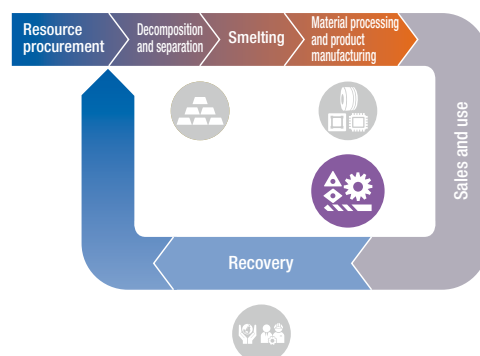 Resource
procurement
Decomposition
and separation
Smelting
Material processing
and product
manufacturing
Sales and use
Recovery